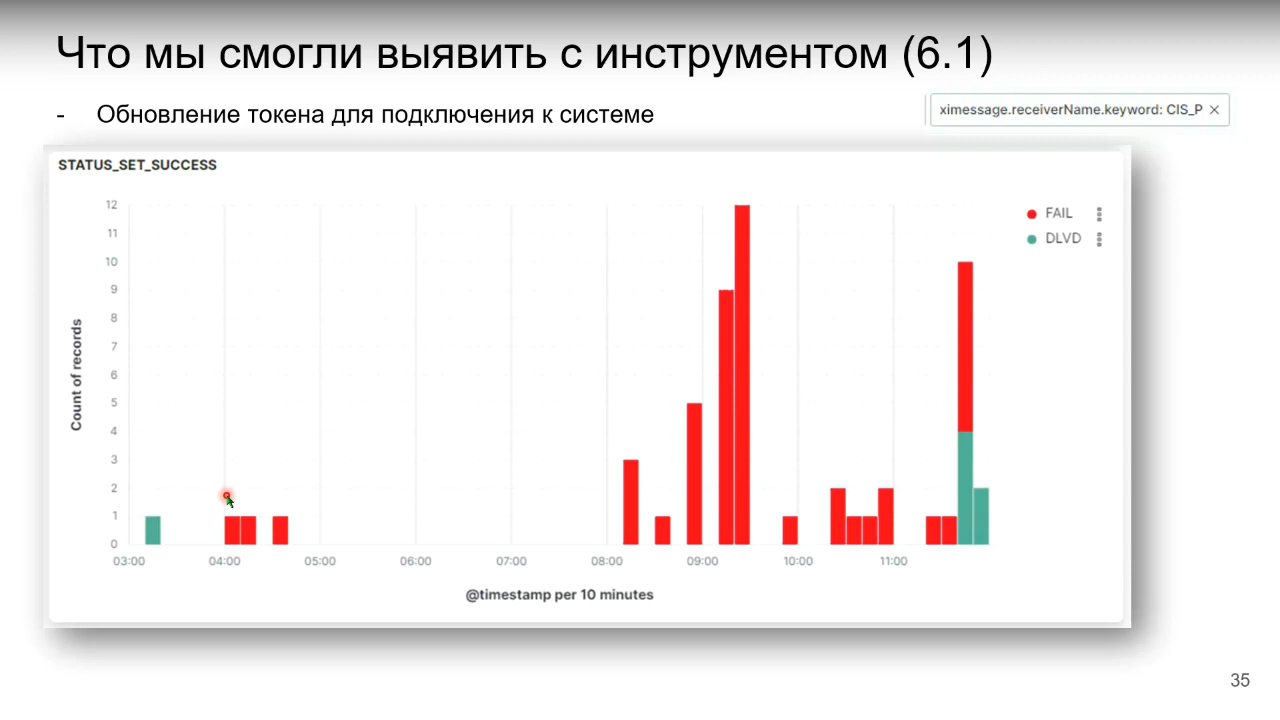 Что мы смогли выявить с инструментом (6.1)
- Обновление токена для подключения к системе
ximessage.receiverName.keyword: CIS_P ×
STATUS_SET_SUCCESS
12
11
10
9
8
7
6
5
4
3
2
1
0
Count of records
FAIL
DLVD
03:00 04:00 05:00 06:00 07:00 08:00 09:00 10:00 11:00
@timestamp per 10 minutes
35